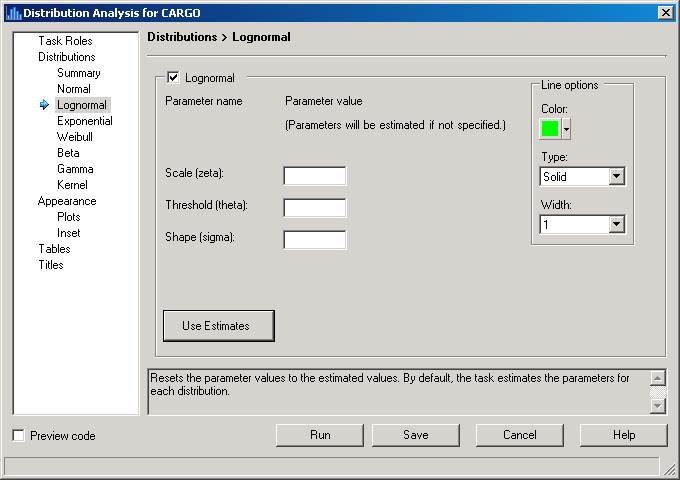 Distribution Analysis for CARGO
Task Roles
Distributions
Summary
Normal
Lognormal
Exponential
Weibull
Beta
Gamma
Kernel
Appearance
Plots
Inset
Tables
Titles
Distributions > Lognormal
Lognormal
Parameter name
Parameter value
(Parameters will be estimated if not specified.)
Scale (zeta):
Threshold (theta):
Shape (sigma):
Use Estimates
Line options
Color:
Type:
Solid
Width:
1
Resets the parameter values to the estimated values. By default, the task estimates the parameters for
each distribution.
Preview code
Run
Save
Cancel
Help